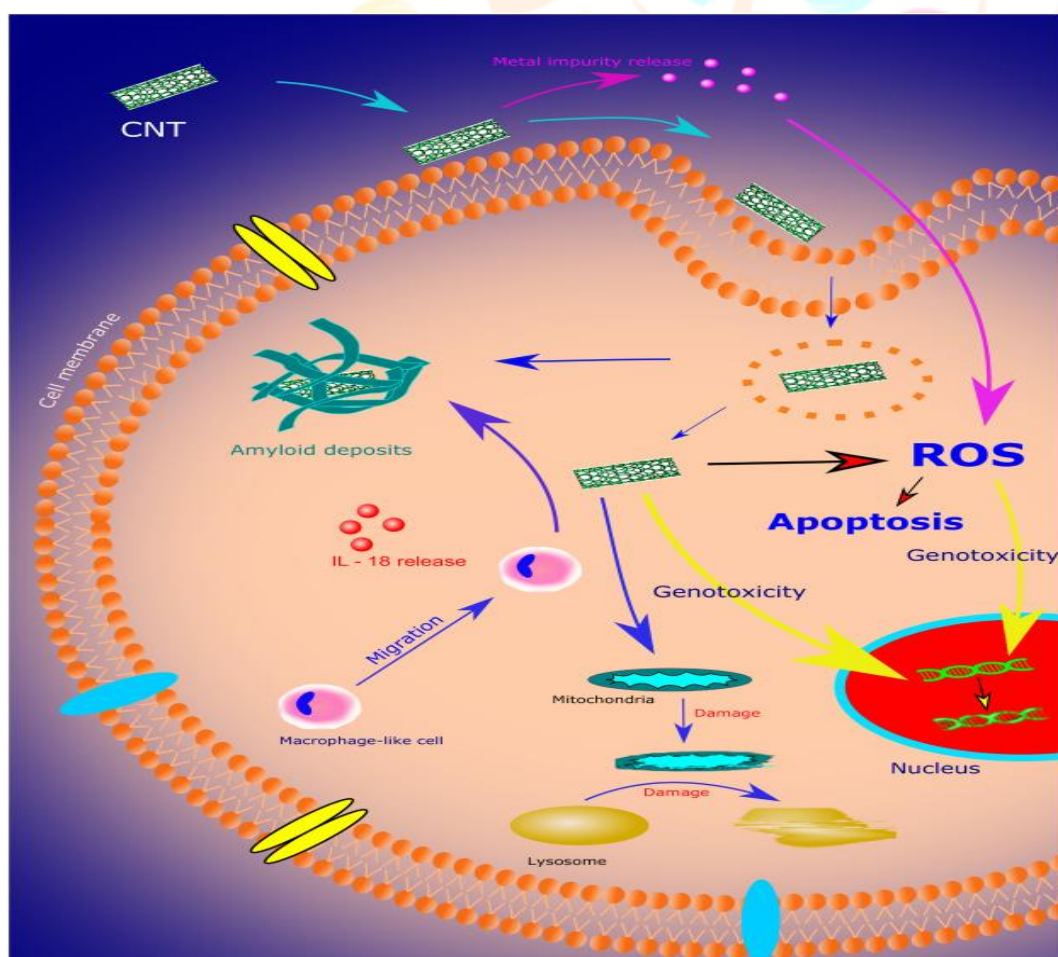 Metal impurity release
CNT
Cell membrane
Amyloid deposits
ROS
Apoptosis
IL - 18 release
Genotoxicity
Genotoxicity
Migration
Mitochondria
Damage
Macrophage-like cell
Nucleus
Damage
Lysosome